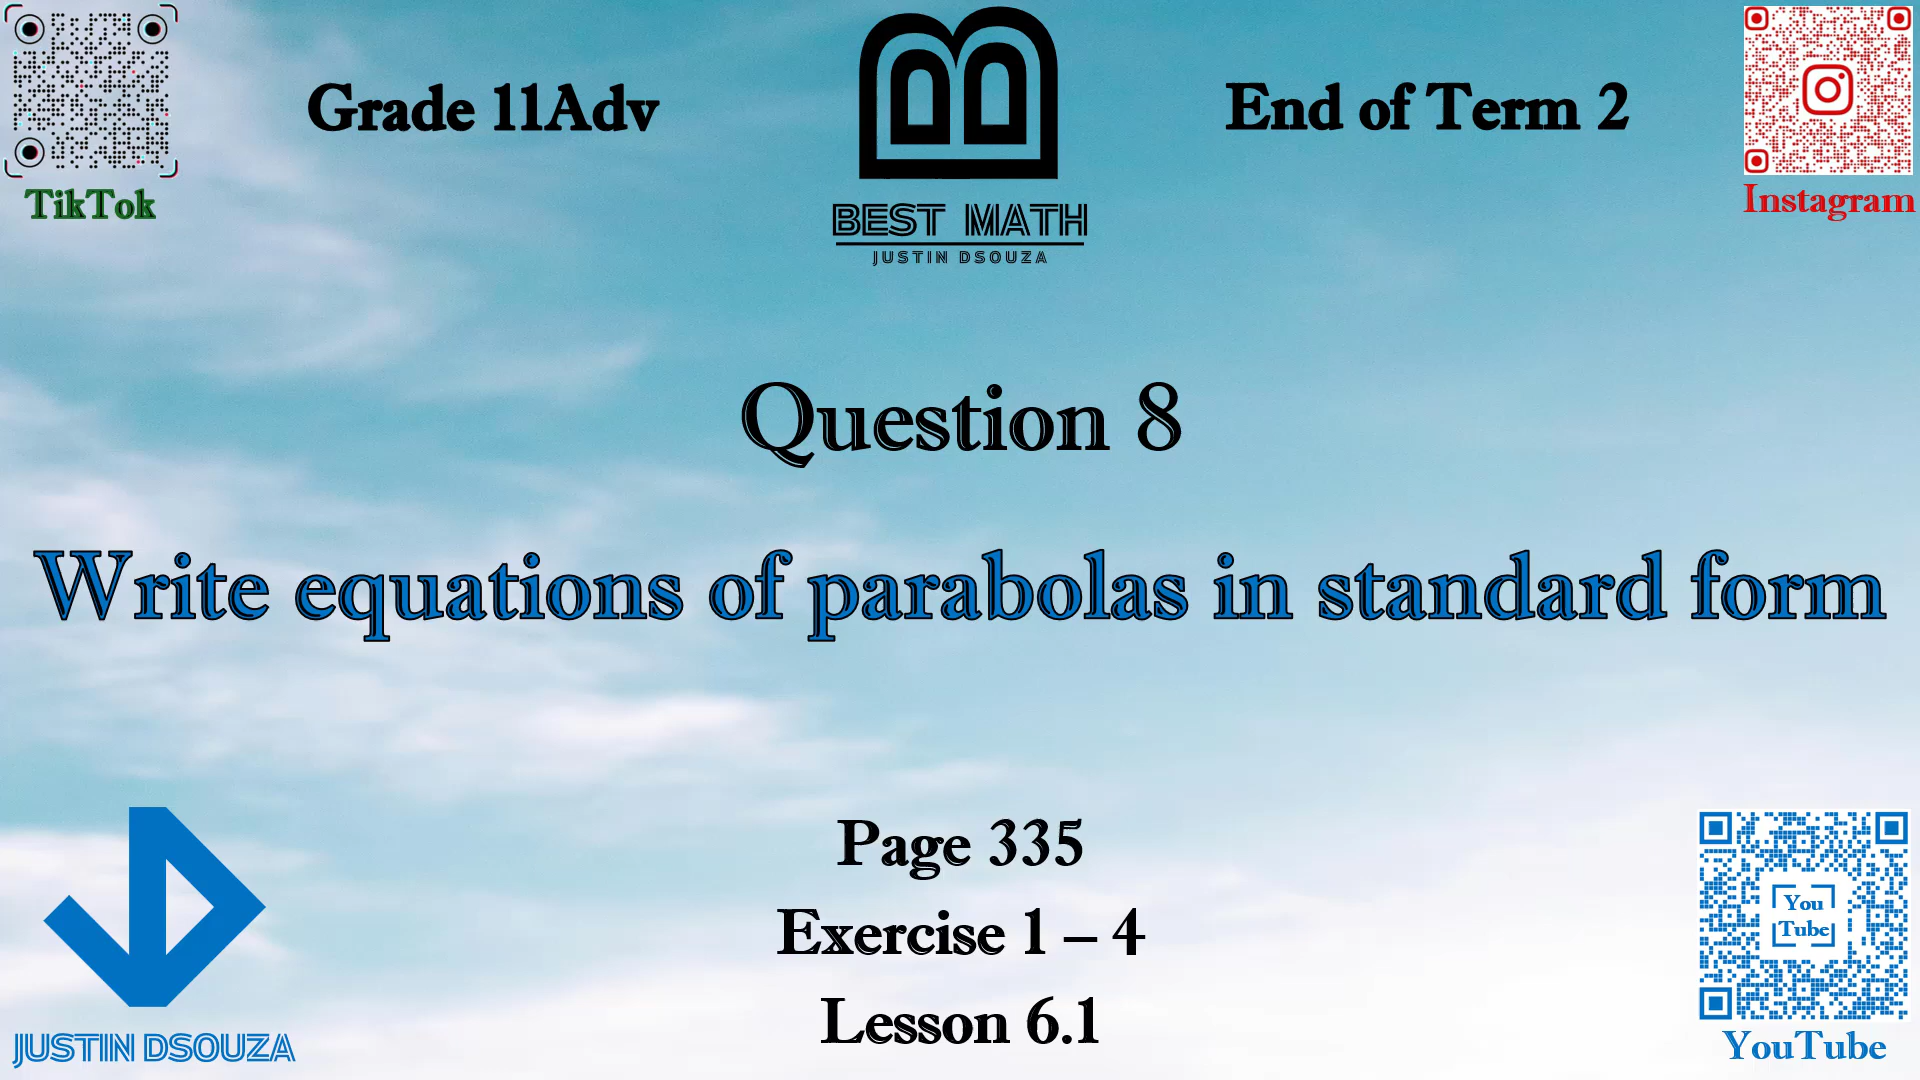 TikTok
Grade 11Adv
BEST MATH
JUSTIN DSOUZA
End of Term 2
Instagram
Question 8
Write equations of parabolas in standard form
JUSTIN DSOUZA
Page 335
Exercise 1 – 4
Lesson 6.1
You
Tube
YouTube